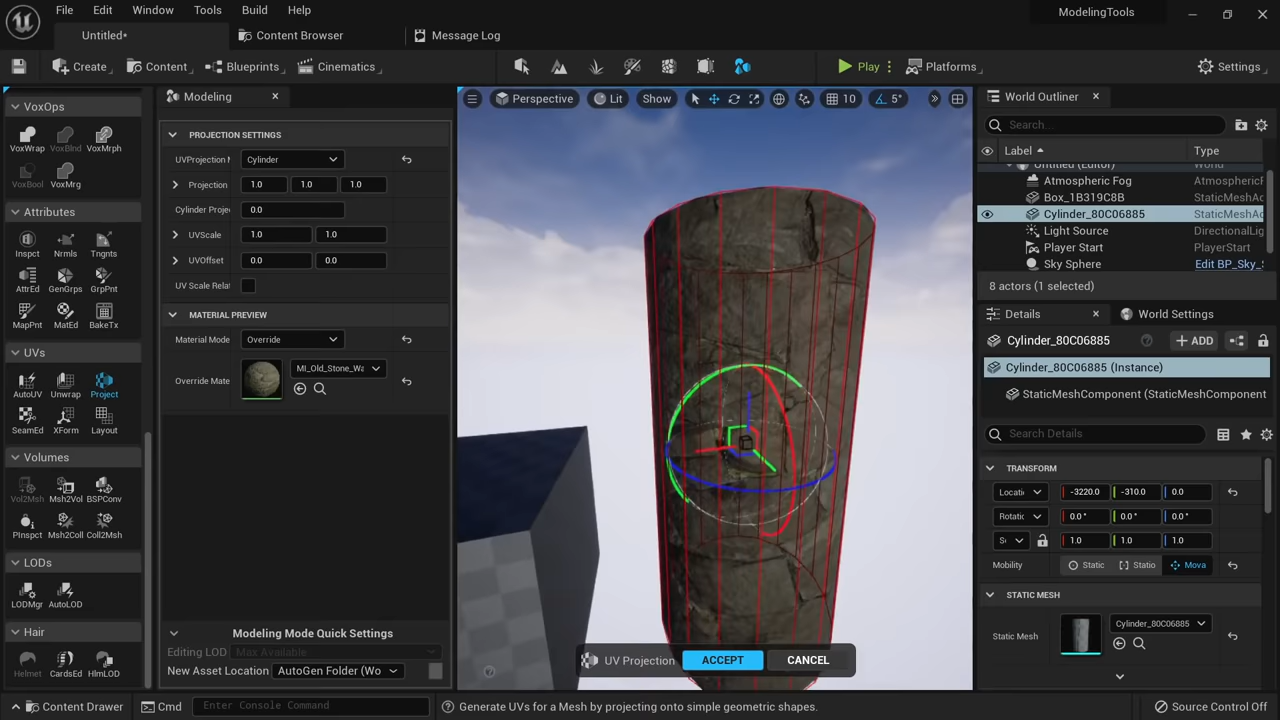 File Edit Window Tools Build Help
ModelingTools
Untitled*
Content Browser
Message Log
Create
Content
Blueprints
Cinematics
Play
Platforms
Settings
VoxOps
VoxWrap VoxBlnd VoxMrph
VoxBool VoxMrg
Attributes
Inspct Nrmls Tngnts
AttrEd GenGrps GrpPnt
MapPnt MatEd BakeTx
UVs
AutoUV Unwrap Project
SeamEd XForm Layout
Volumes
Vol2Msh Msh2Vol BSPConv
PInspct Msh2Coll Coll2Msh
LODs
LODMgr AutoLOD
Hair
Helmet CardsEd HlmLOD
Modeling
PROJECTION SETTINGS
UVProjection M Cylinder
Projection 1.0 1.0 1.0
Cylinder Proje 0.0
UVScale 1.0 1.0
UVOffset 0.0 0.0
UV Scale Rela
MATERIAL PREVIEW
Material Mode Override
Override Mate MI_Old_Stone_Wa
Modeling Mode Quick Settings
Editing LOD Max Available
New Asset Location AutoGen Folder (Wo
Perspective Lit Show 10 5°
UV Projection ACCEPT CANCEL
World Outliner
Search...
Label Type
Untitled (Editor) World
Atmospheric Fog AtmosphericF
Box_1B319C8B StaticMeshAc
Cylinder_80C06885 StaticMeshAc
Light Source DirectionalLig
Player Start PlayerStart
Sky Sphere Edit BP_Sky_S
8 actors (1 selected)
Details
World Settings
Cylinder_80C06885 ADD
Cylinder_80C06885 (Instance)
StaticMeshComponent (StaticMeshComponent
Search Details
TRANSFORM
Locati -3220.0 -310.0 0.0
Rotatic 0.0° 0.0° 0.0°
Sc 1.0 1.0 1.0
Mobility Static Statio Mova
STATIC MESH
Static Mesh Cylinder_80C06885
Content Drawer
Cmd
Enter Console Command
Generate UVs for a Mesh by projecting onto simple geometric shapes.
Source Control Off